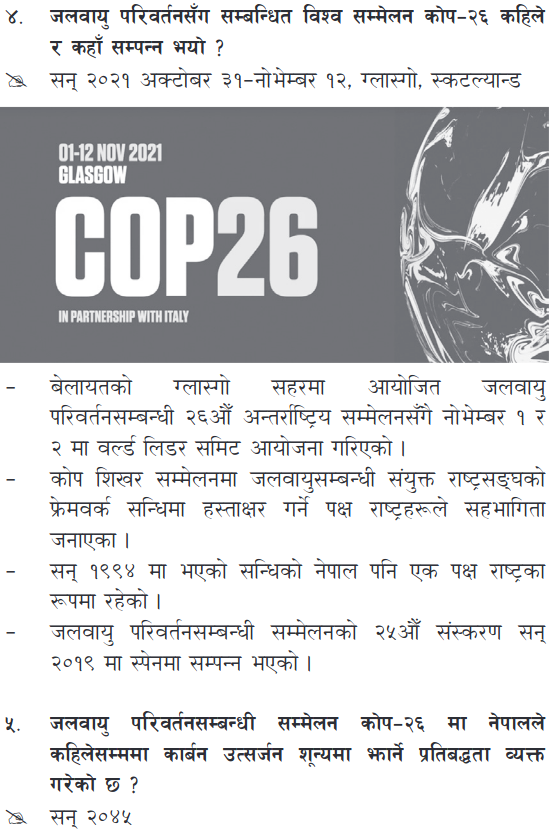 ४. जलवायु परिवर्तनसँग सम्बन्धित विश्व सम्मेलन कोप-२६ कहिले
र कहाँ सम्पन्न भयो ?
सन् २०२१ अक्टोबर ३१-नोभेम्बर १२, ग्लास्गो, स्कटल्यान्ड
01-12 NOV 2021
GLASGOW
COP26
IN PARTNERSHIP WITH ITALY
- बेलायतको ग्लास्गो सहरमा आयोजित जलवायु
परिवर्तनसम्बन्धी २६औँ अन्तर्राष्ट्रिय सम्मेलनसँगै नोभेम्बर १ र
२ मा वर्ल्ड लिडर समिट आयोजना गरिएको ।
- कोप शिखर सम्मेलनमा जलवायुसम्बन्धी संयुक्त राष्ट्रसङ्घको
फ्रेमवर्क सन्धिमा हस्ताक्षर गर्ने पक्ष राष्ट्रहरूले सहभागिता
जनाएका ।
- सन् १९९४ मा भएको सन्धिको नेपाल पनि एक पक्ष राष्ट्रका
रूपमा रहेको ।
- जलवायु परिवर्तनसम्बन्धी सम्मेलनको २५औँ संस्करण सन्
२०१९ मा स्पेनमा सम्पन्न भएको ।
५. जलवायु परिवर्तनसम्बन्धी सम्मेलन कोप-२६ मा नेपालले
कहिलेसम्ममा कार्बन उत्सर्जन शून्यमा झार्ने प्रतिबद्धता व्यक्त
गरेको छ ?
सन् २०४५